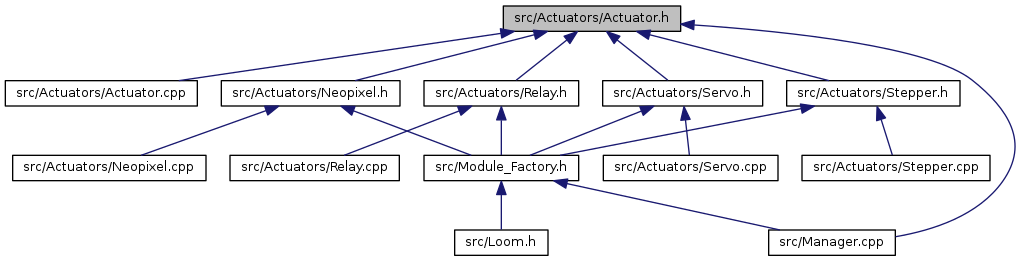 src/Actuators/Actuator.h
src/Actuators/Actuator.cpp
src/Actuators/Neopixel.h
src/Actuators/Relay.h
src/Actuators/Servo.h
src/Actuators/Stepper.h
src/Actuators/Neopixel.cpp
src/Actuators/Relay.cpp
src/Module_Factory.h
src/Actuators/Servo.cpp
src/Actuators/Stepper.cpp
src/Loom.h
src/Manager.cpp